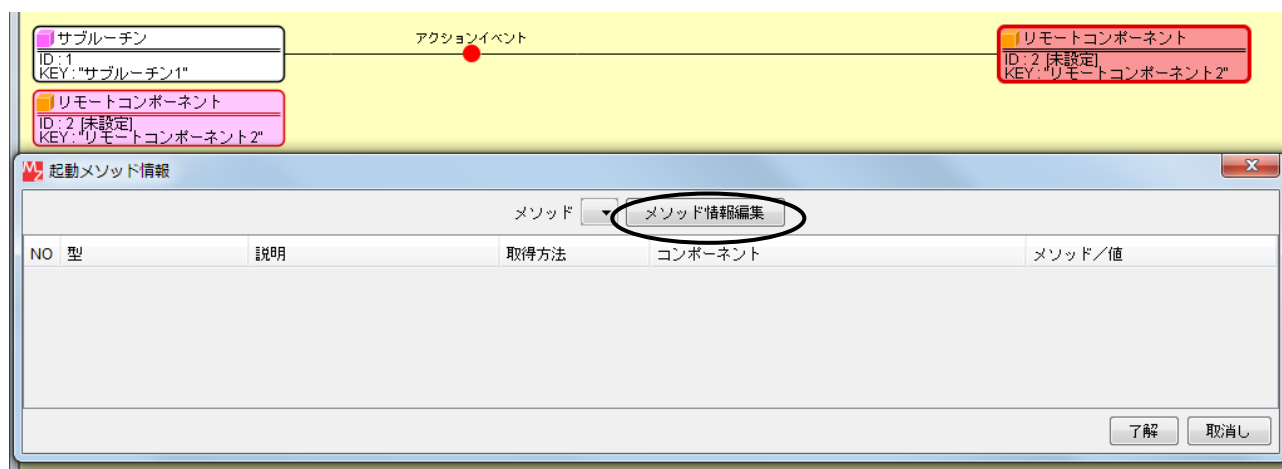 サブルーチン
ID : 1
KEY : "サブルーチン1"
アクションイベント
リモートコンポーネント
ID : 2 [未設定]
KEY : "リモートコンポーネント2"
リモートコンポーネント
ID : 2 [未設定]
KEY : "リモートコンポーネント2"
起動メソッド情報
メソッド メソッド情報編集
NO 型 説明 取得方法 コンポーネント メソッド／値
了解 取消し